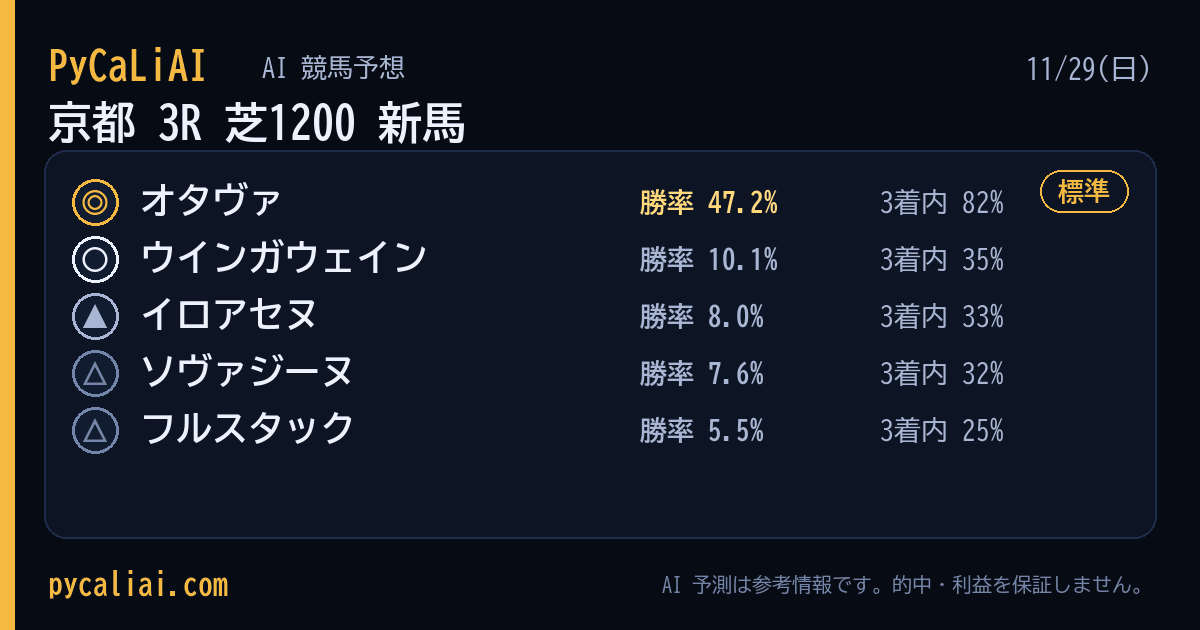 PyCaLiAI AI 競馬予想 11/29(日)
京都 3R 芝1200 新馬
◎ オタヴァ 勝率 47.2% 3着内 82% 標準
○ ウインガウェイン 勝率 10.1% 3着内 35%
▲ イロアセヌ 勝率 8.0% 3着内 33%
△ ソヴァジーヌ 勝率 7.6% 3着内 32%
△ フルスタック 勝率 5.5% 3着内 25%
pycaliai.com AI 予測は参考情報です。的中・利益を保証しません。